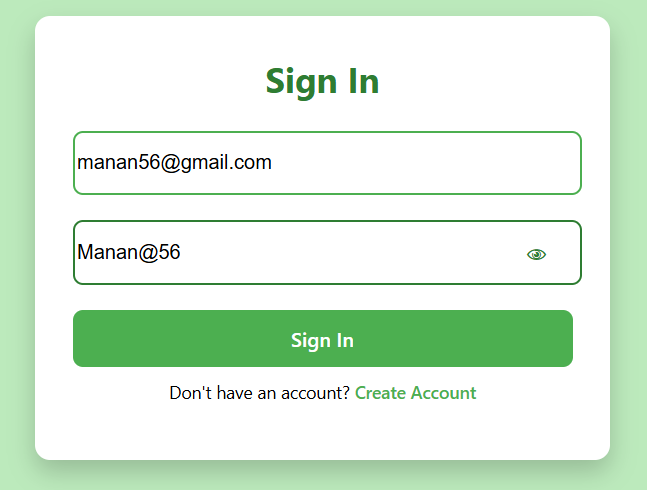 Sign In
manan56@gmail.com
Manan@56
Sign In
Don't have an account? Create Account